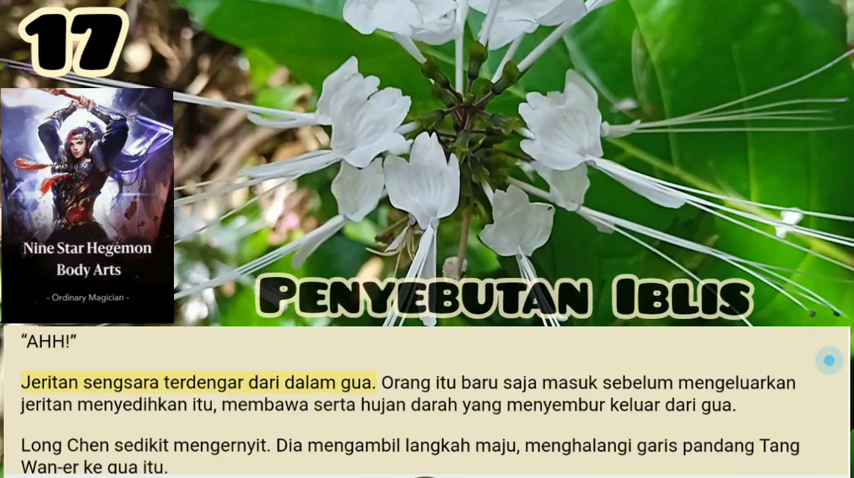 17
Nine Star Hegemon
Body Arts
- Ordinary Magician -
PENYEBUTAN IBLIS
“AHH!”
Jeritan sengsara terdengar dari dalam gua. Orang itu baru saja masuk sebelum mengeluarkan
jeritan menyedihkan itu, membawa serta hujan darah yang menyembur keluar dari gua.
Long Chen sedikit mengernyit. Dia mengambil langkah maju, menghalangi garis pandang Tang
Wan-er ke gua itu.